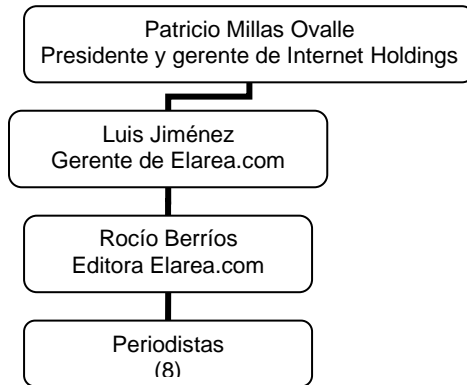 Patricio Millas Ovalle
Presidente y gerente de Internet Holdings
Luis Jiménez
Gerente de Elarea.com
Rocío Berríos
Editora Elarea.com
Periodistas
(8)